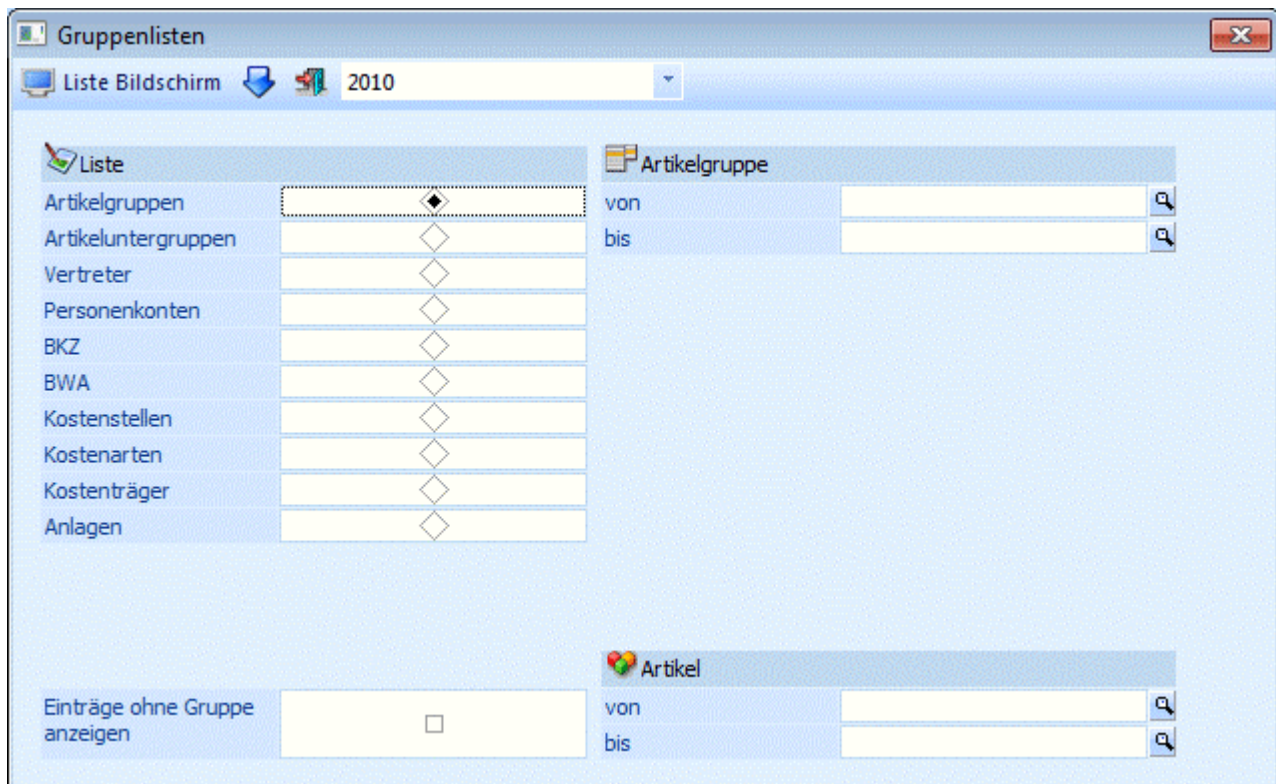 Gruppenlisten
Liste Bildschirm 2010
Liste
Artikelgruppen
Artikeluntergruppen
Vertreter
Personenkonten
BKZ
BWA
Kostenstellen
Kostenarten
Kostenträger
Anlagen
Einträge ohne Gruppe
anzeigen
Artikelgruppe
von
bis
Artikel
von
bis